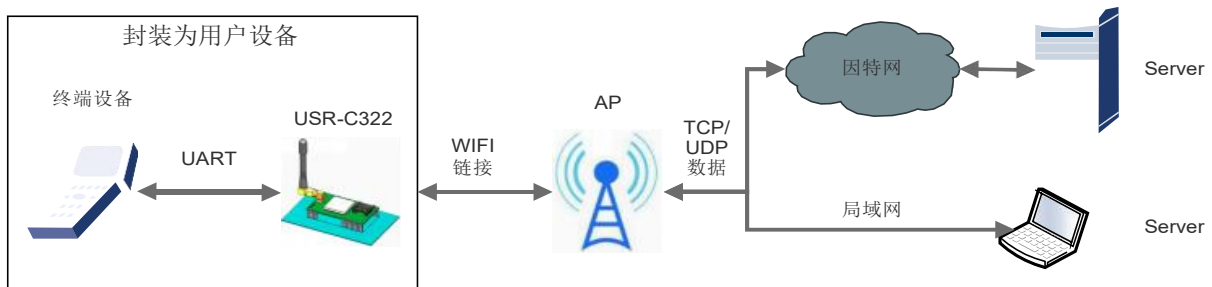 封装为用户设备
终端设备
USR-C322
UART
WIFI
链接
AP
TCP/
UDP
数据
因特网
Server
局域网
Server